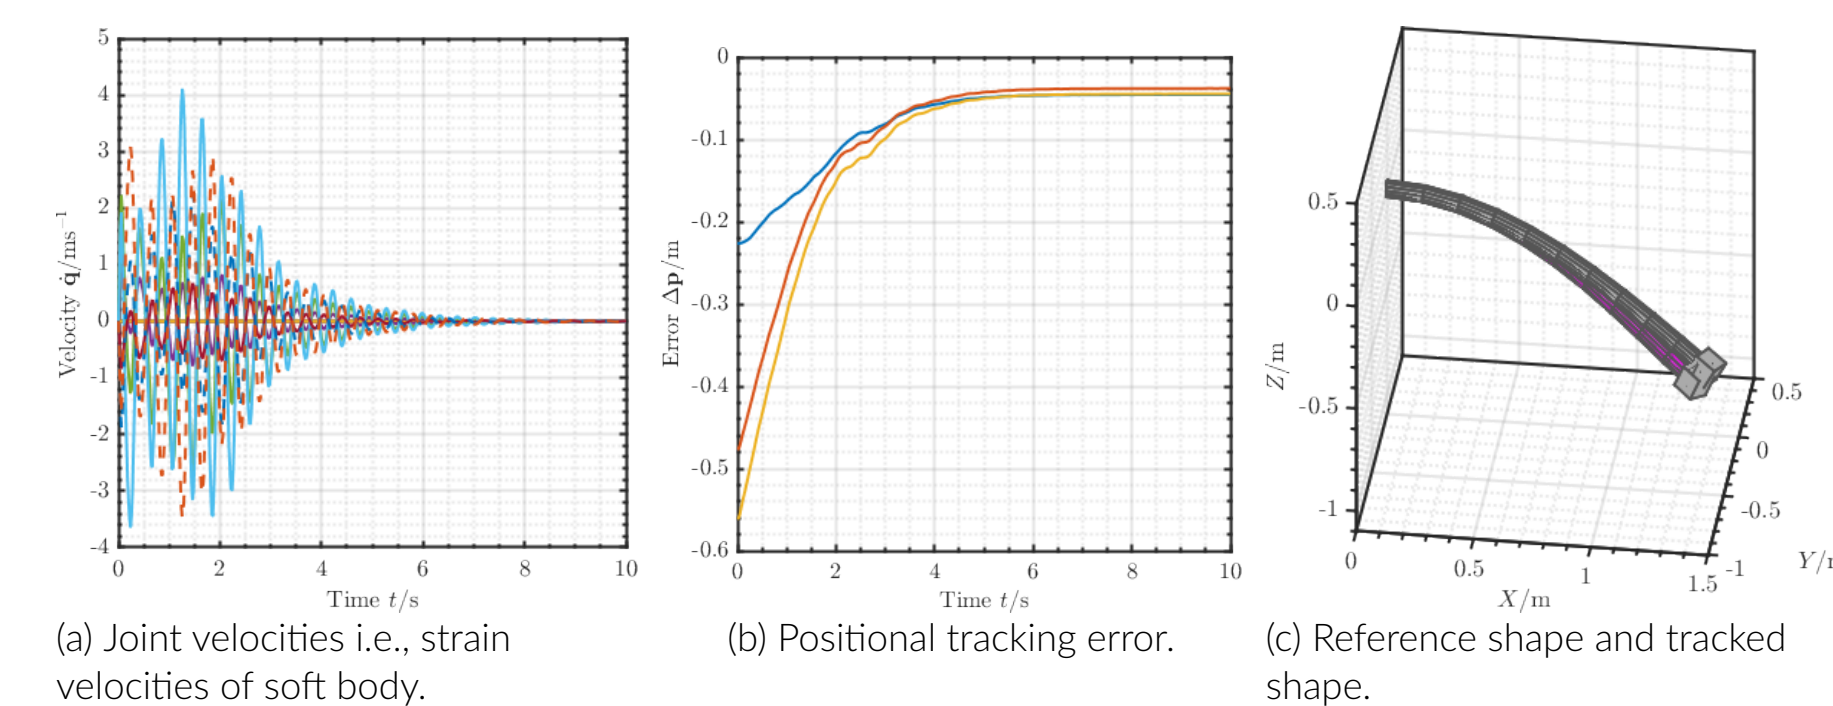 5
4
3
2
1
0
-1
-2
-3
-4
0 2 4 6 8 10
Velocity q̇/ms⁻¹
Time t/s
0
-0.1
-0.2
-0.3
-0.4
-0.5
-0.6
0 2 4 6 8 10
Error Δp/m
Time t/s
0.5
0
-0.5
-1
Z/m
0 0.5 1 1.5
X/m
0.5
0
-0.5
-1
(a) Joint velocities i.e., strain
velocities of soft body.
(b) Positional tracking error.
(c) Reference shape and tracked
shape.